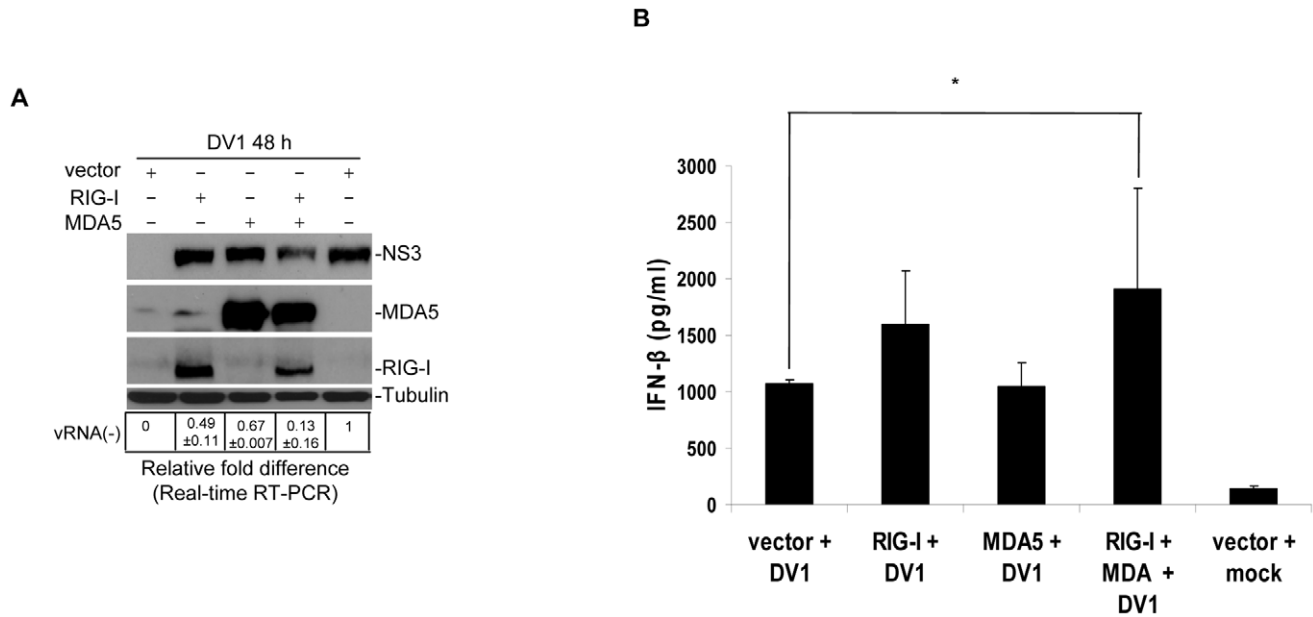 A
DV1 48 h
vector + − − − +
RIG-I − + − + −
MDA5 − − + + −
-NS3
-MDA5
-RIG-I
-Tubulin
vRNA(-) 0 0.49 ±0.11 0.67 ±0.007 0.13 ±0.16 1
Relative fold difference
(Real-time RT-PCR)
B
*
IFN-β (pg/ml)
3000
2500
2000
1500
1000
500
0
vector + DV1
RIG-I + DV1
MDA5 + DV1
RIG-I + MDA + DV1
vector + mock